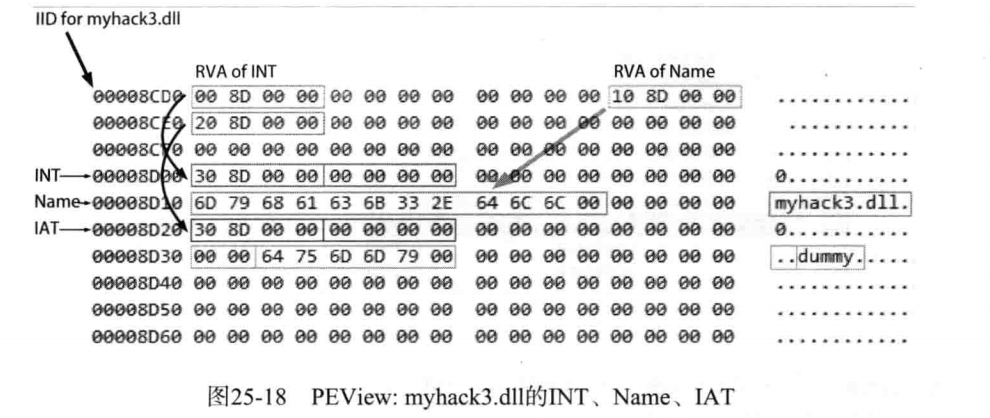 IID for myhack3.dll
RVA of INT RVA of Name
00008CD0 00 8D 00 00 00 00 00 00 00 00 00 00 10 8D 00 00 ............
00008CE0 20 8D 00 00 00 00 00 00 00 00 00 00 00 00 00 00 ...........
00008CF0 00 00 00 00 00 00 00 00 00 00 00 00 00 00 00 00 ............
INT 00008D00 30 8D 00 00 00 00 00 00 00 00 00 00 00 00 00 00 0...........
Name 00008D10 6D 79 68 61 63 6B 33 2E 64 6C 6C 00 00 00 00 00 myhack3.dll.
IAT 00008D20 30 8D 00 00 00 00 00 00 00 00 00 00 00 00 00 00 0...........
00008D30 00 00 64 75 6D 6D 79 00 00 00 00 00 00 00 00 00 ..dummy.....
00008D40 00 00 00 00 00 00 00 00 00 00 00 00 00 00 00 00 ............
00008D50 00 00 00 00 00 00 00 00 00 00 00 00 00 00 00 00 ............
00008D60 00 00 00 00 00 00 00 00 00 00 00 00 00 00 00 00 ............
图25-18 PEView: myhack3.dll的INT、Name、IAT